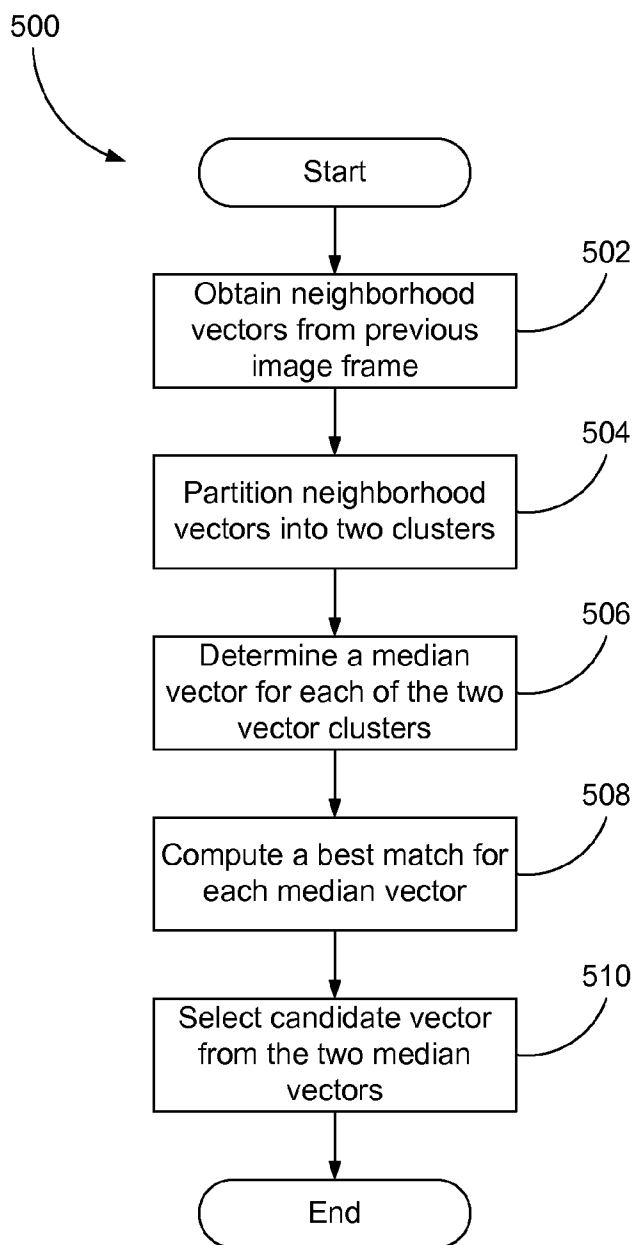 500
Start
502
Obtain neighborhood
vectors from previous
image frame
504
Partition neighborhood
vectors into two clusters
506
Determine a median
vector for each of the two
vector clusters
508
Compute a best match for
each median vector
510
Select candidate vector
from the two median
vectors
End